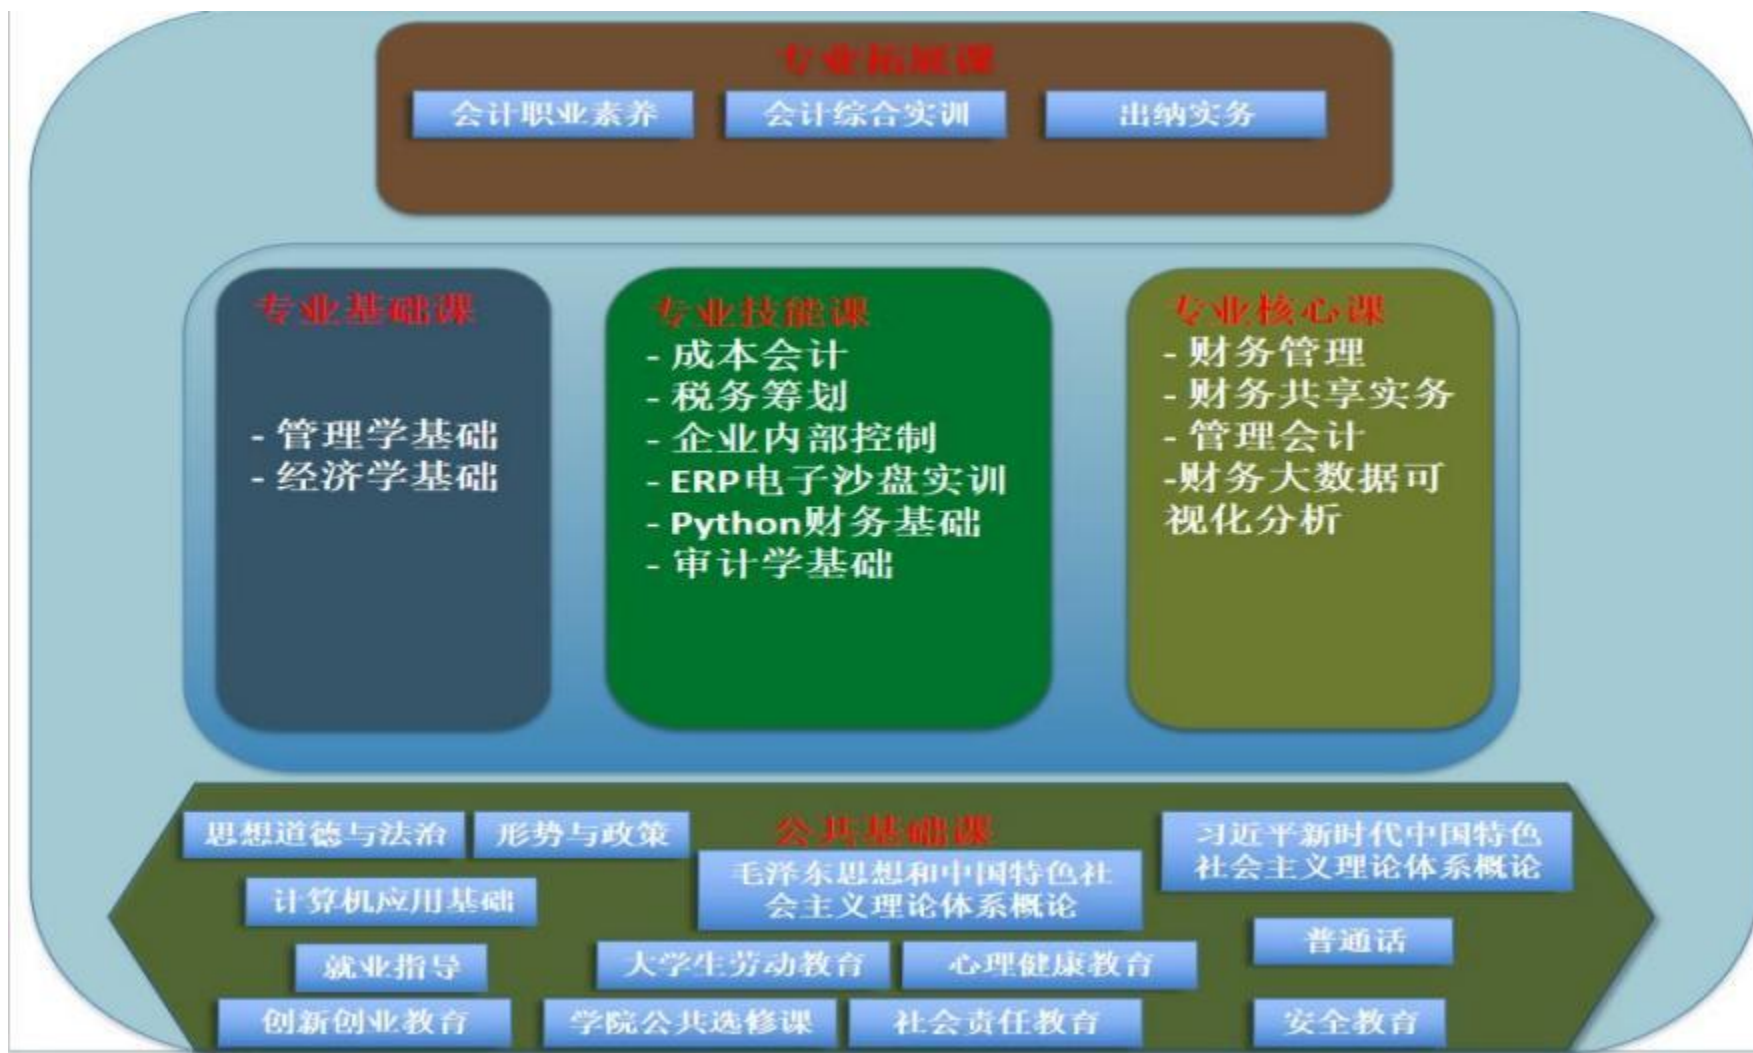 专业拓展课
会计职业素养 会计综合实训 出纳实务
专业基础课
- 管理学基础
- 经济学基础
专业技能课
- 成本会计
- 税务筹划
- 企业内部控制
- ERP电子沙盘实训
- Python财务基础
- 审计学基础
专业核心课
- 财务管理
- 财务共享实务
- 管理会计
-财务大数据可
视化分析
公共基础课
思想道德与法治 形势与政策
毛泽东思想和中国特色社
会主义理论体系概论
习近平新时代中国特色
社会主义理论体系概论
计算机应用基础
普通话
就业指导 大学生劳动教育 心理健康教育
创新创业教育 学院公共选修课 社会责任教育 安全教育